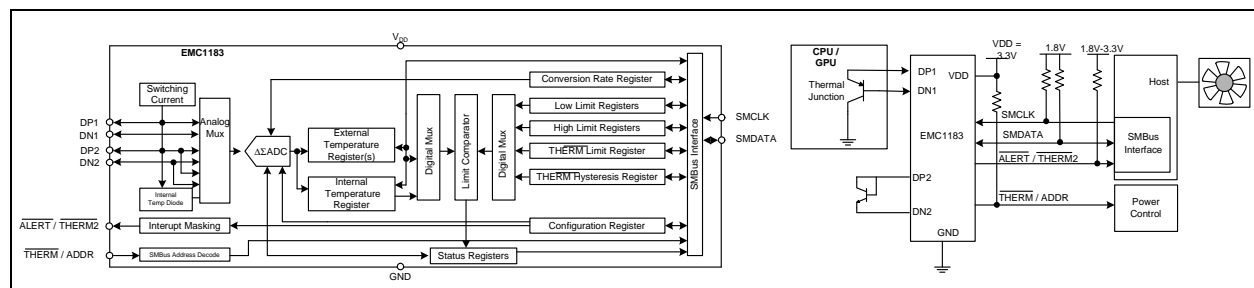 EMC1183
VDD
Switching
Current
DP1
DN1
DP2
DN2
Analog
Mux
Internal
Temp Diode
ΔΣADC
External
Temperature
Register(s)
Internal
Temperature
Register
Digital Mux
Limit Comparator
Digital Mux
Conversion Rate Register
Low Limit Registers
High Limit Registers
THERM Limit Register
THERM Hysteresis Register
SMBus Interface
SMCLK
SMDATA
ALERT / THERM2
Interupt Masking
Configuration Register
THERM / ADDR
SMBus Address Decode
Status Registers
GND
CPU /
GPU
Thermal
Junction
DP1
DN1
VDD
EMC1183
DP2
DN2
GND
VDD =
3.3V
1.8V
1.8V-3.3V
SMCLK
SMDATA
ALERT / THERM2
THERM / ADDR
Host
SMBus
Interface
Power
Control